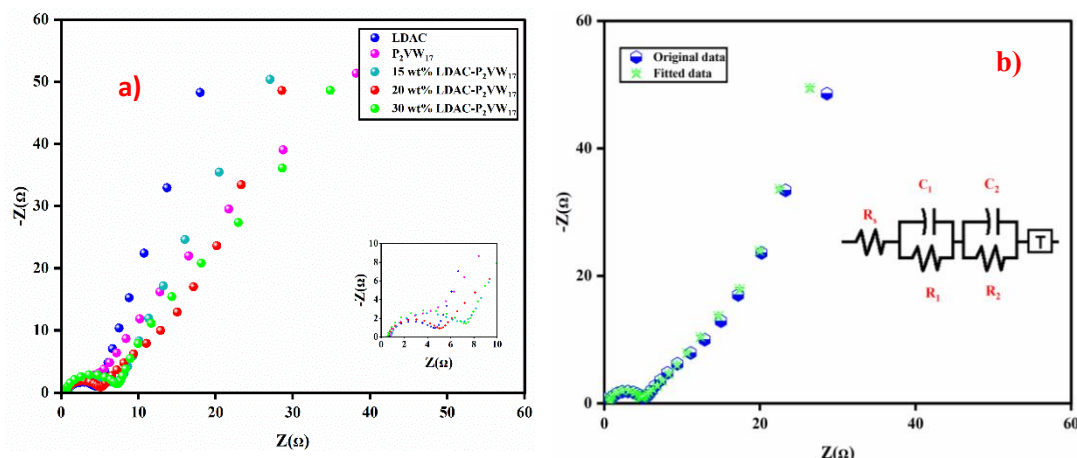 a)
LDAC
P₂VW₁₇
15 wt% LDAC-P₂VW₁₇
20 wt% LDAC-P₂VW₁₇
30 wt% LDAC-P₂VW₁₇
60
50
40
30
20
10
0
-Z(Ω)
0 10 20 30 40 50 60
Z(Ω)
10
8
6
4
2
0
-Z(Ω)
0 2 4 6 8 10
Z(Ω)
b)
Original data
Fitted data
60
40
20
0
-Z(Ω)
C₁ C₂
Rₛ
T
R₁ R₂
0 20 40 60
Z(Ω)